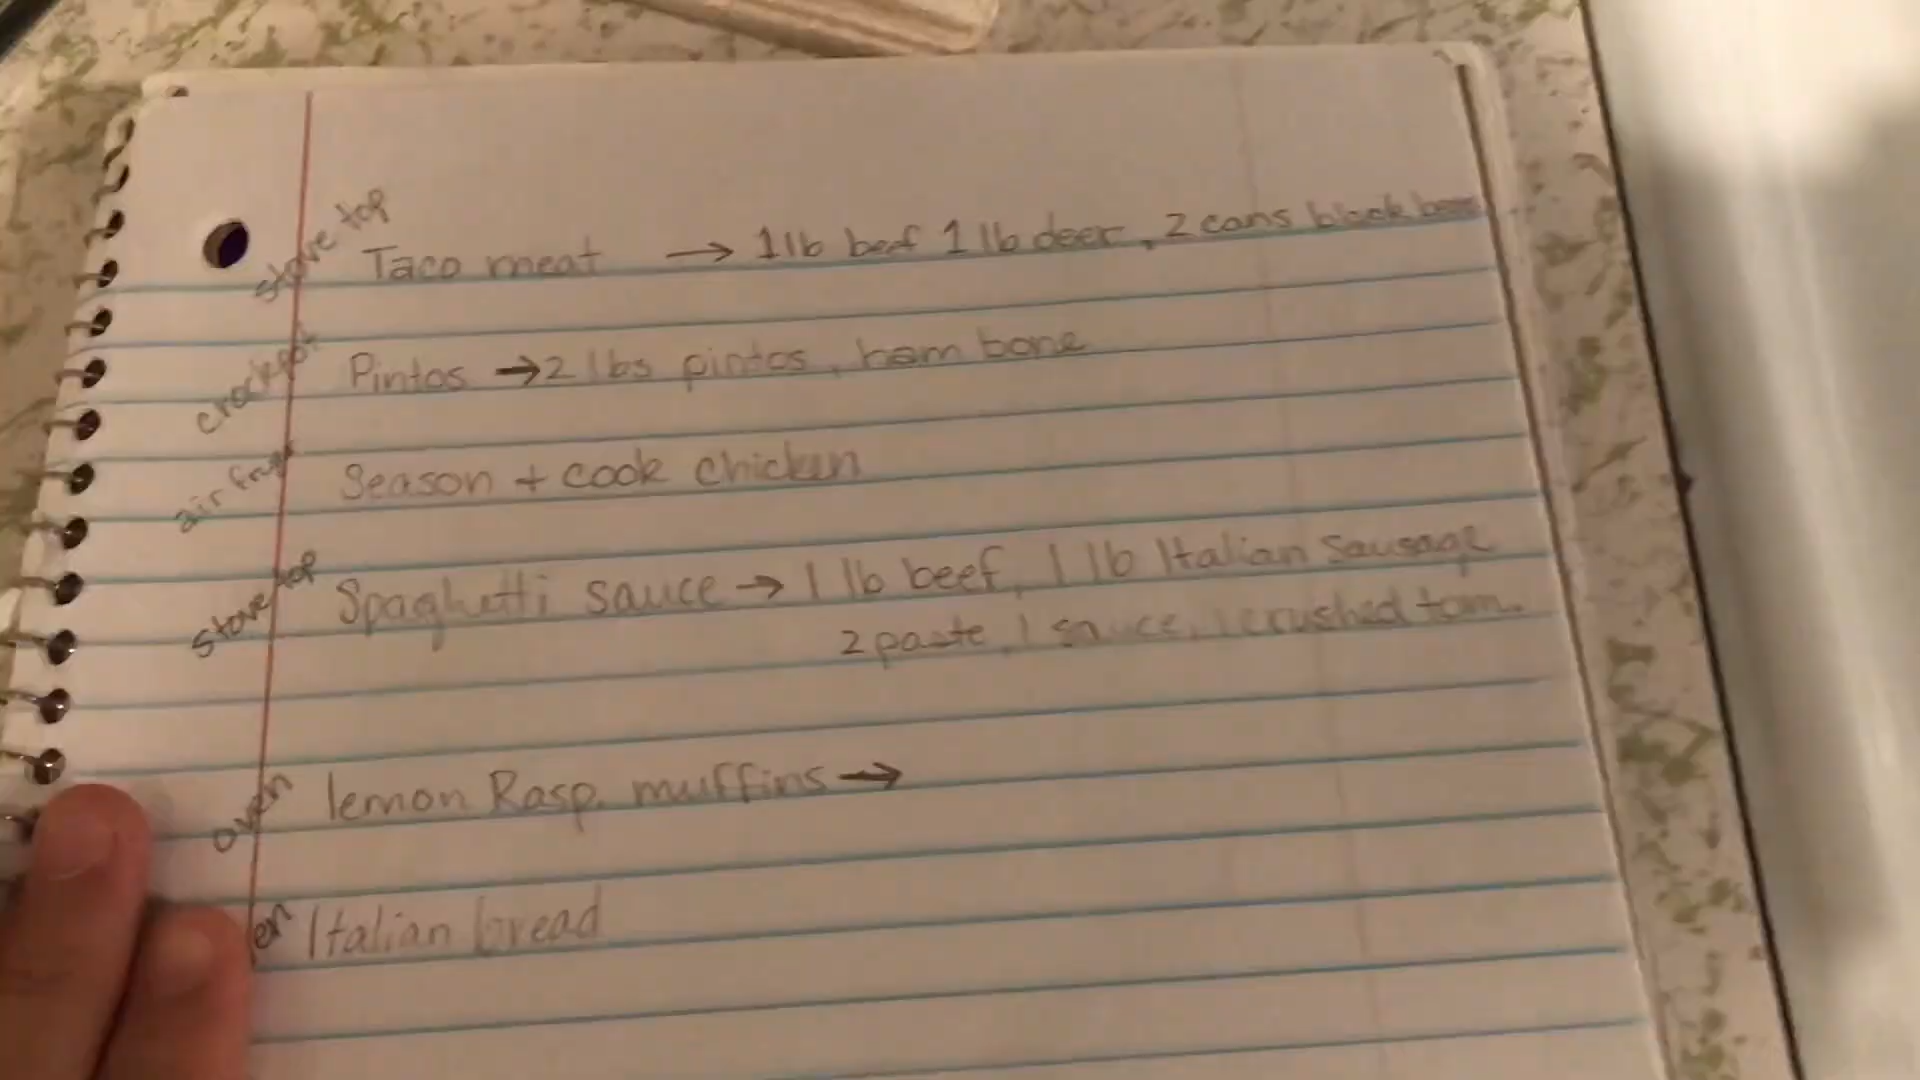 stove top
Taco meat → 1 lb beef 1 lb deer, 2 cans black beans
crockpot
Pintos → 2 lbs pintos, ham bone
air fryer
Season + cook chicken
stove top
Spaghetti sauce → 1 lb beef, 1 lb Italian Sausage
2 paste, 1 sauce, 1 crushed tom.
oven
lemon Rasp. muffins →
en Italian bread